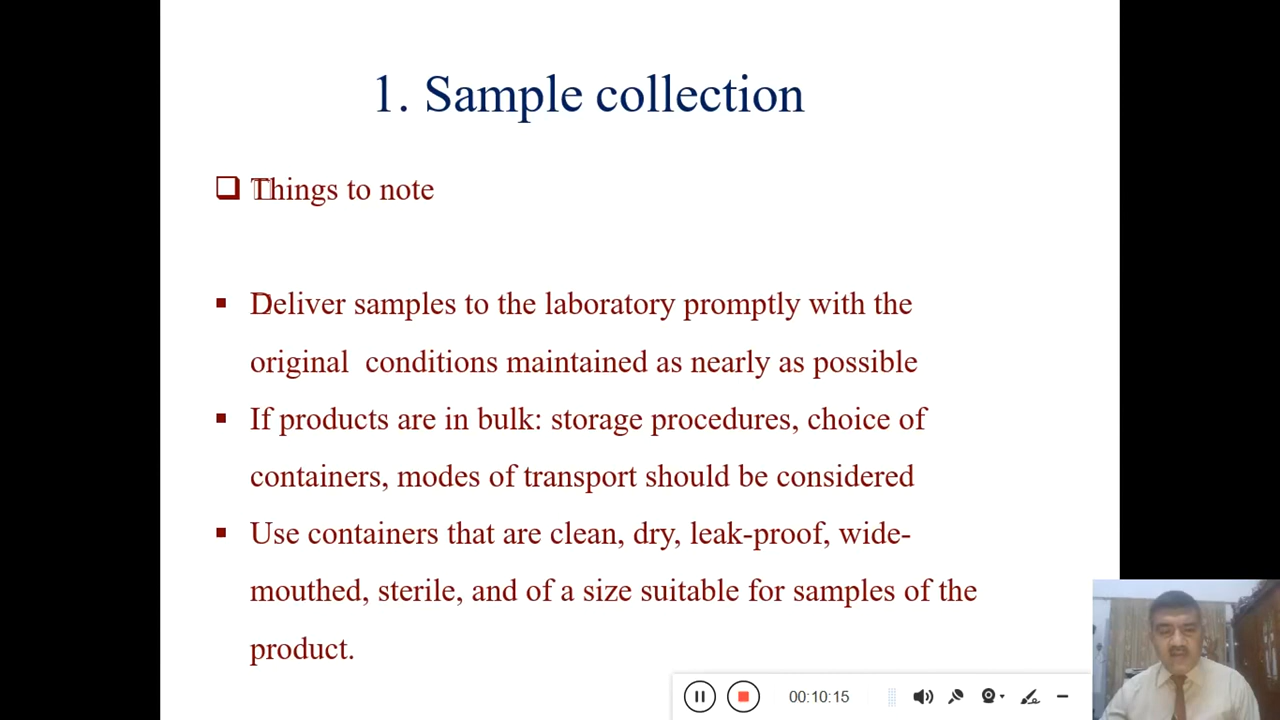 1. Sample collection
Things to note
Deliver samples to the laboratory promptly with the
original conditions maintained as nearly as possible
If products are in bulk: storage procedures, choice of
containers, modes of transport should be considered
Use containers that are clean, dry, leak-proof, wide-
mouthed, sterile, and of a size suitable for samples of the
product.
00:10:15